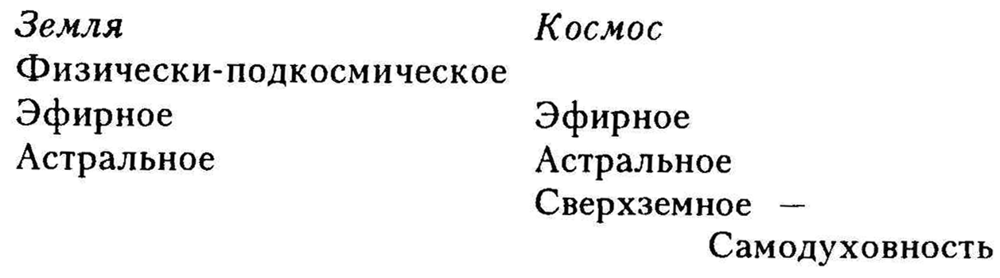 Земля Космос
Физически-подкосмическое
Эфирное Эфирное
Астральное Астральное
Сверхземное —
Самодуховность